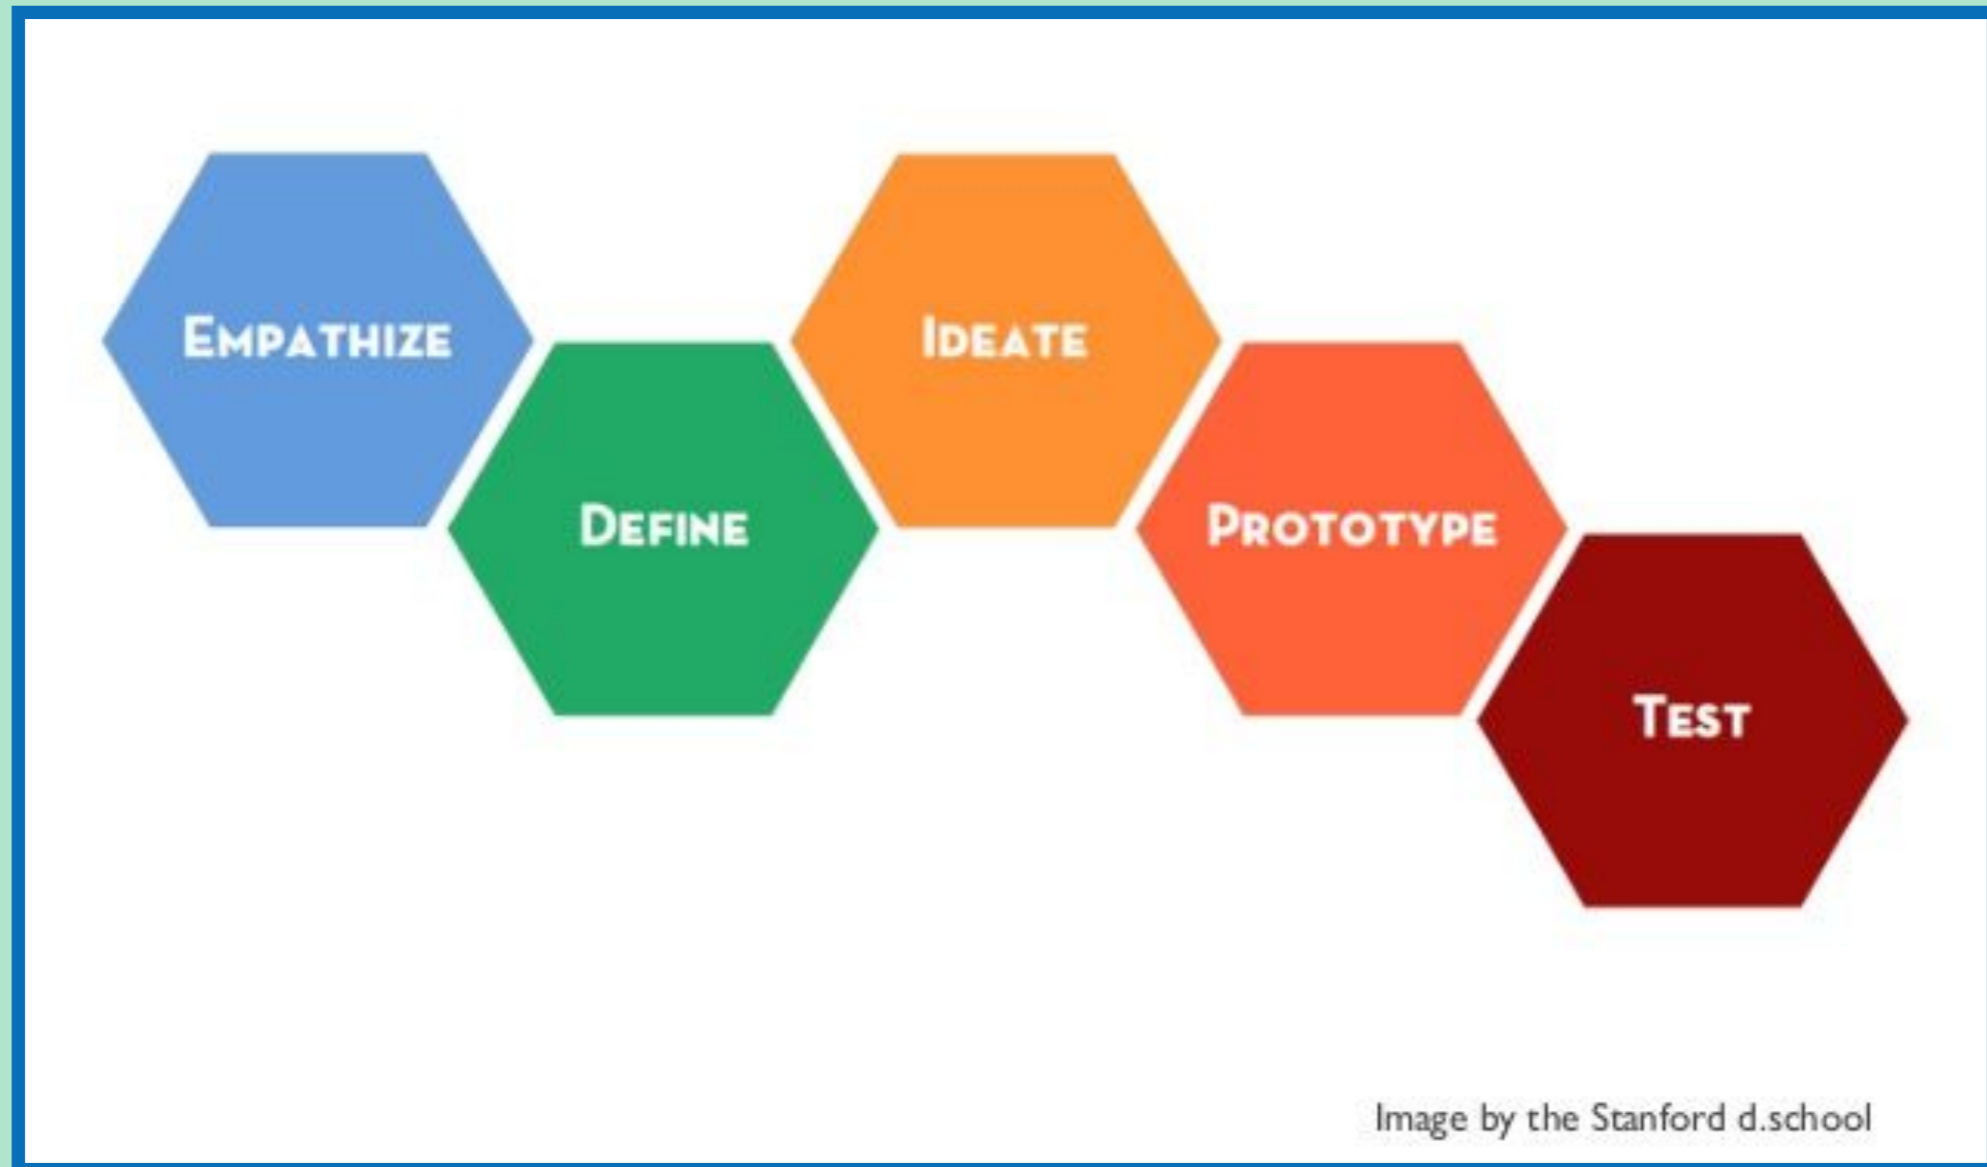 Empathize
Define
Ideate
Prototype
Test
Image by the Stanford d.school